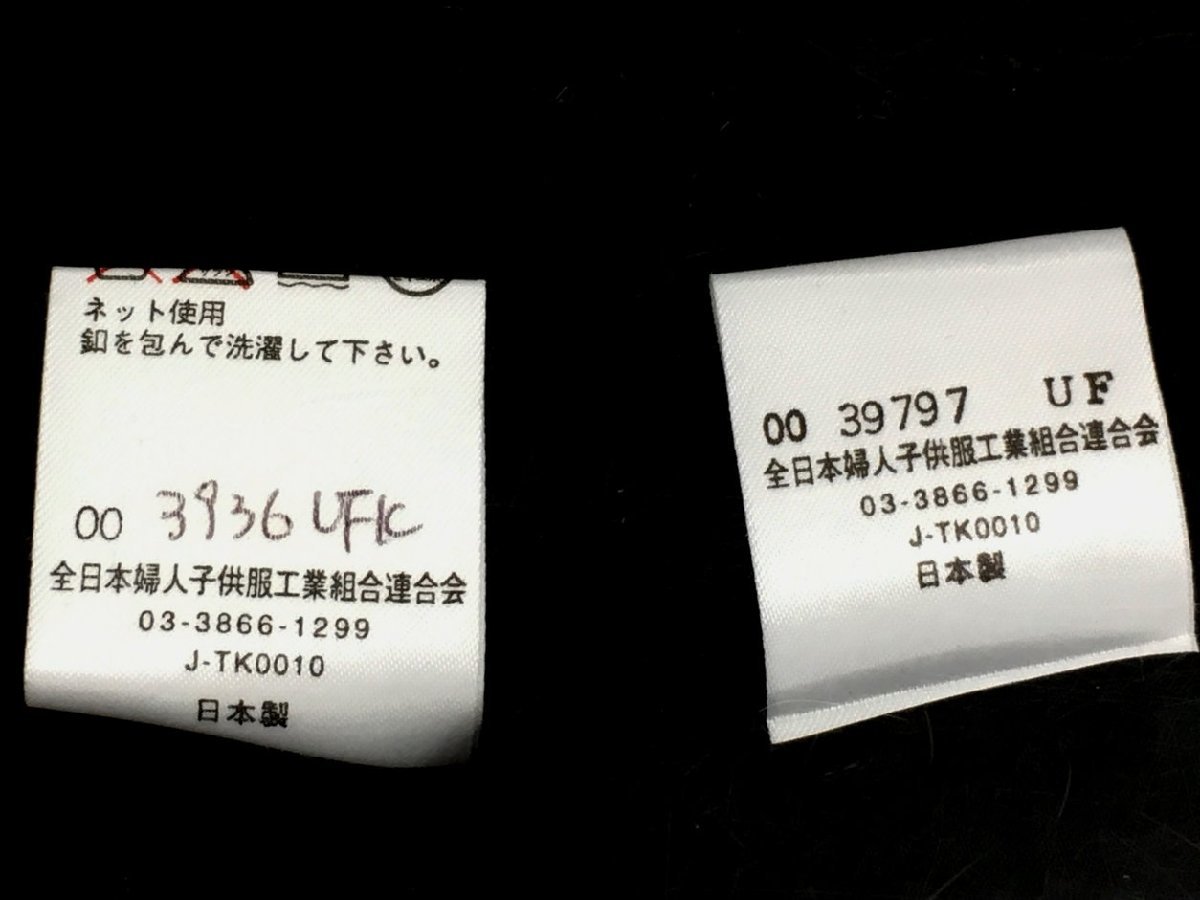 ネット使用
釦を包んで洗濯して下さい。
00 3936 UFK
全日本婦人子供服工業組合連合会
03-3866-1299
J-TK0010
日本製
00 39797 UF
全日本婦人子供服工業組合連合会
03-3866-1299
J-TK0010
日本製